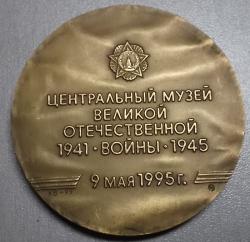 ЦЕНТРАЛЬНЫЙ МУЗЕЙ
ВЕЛИКОЙ
ОТЕЧЕСТВЕННОЙ
1941 • ВОЙНЫ • 1945
9 МАЯ 1995 г.